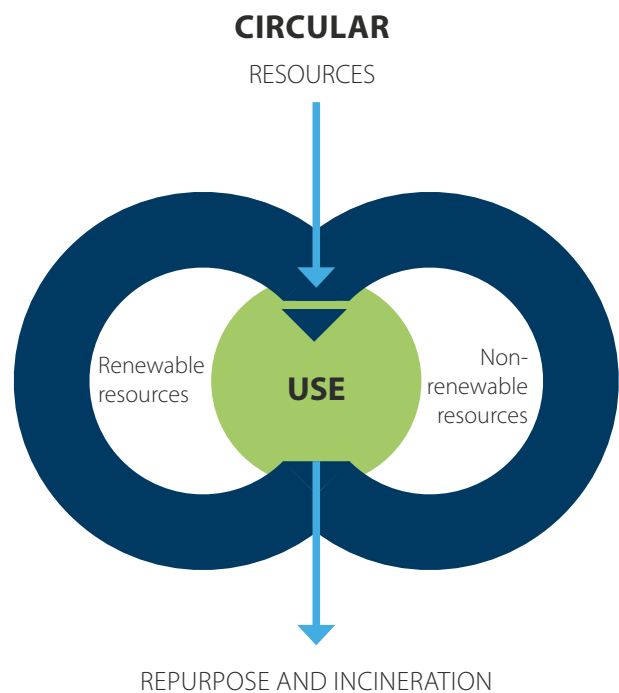 CIRCULAR
RESOURCES
Renewable
resources
USE
Non-
renewable
resources
REPURPOSE AND INCINERATION